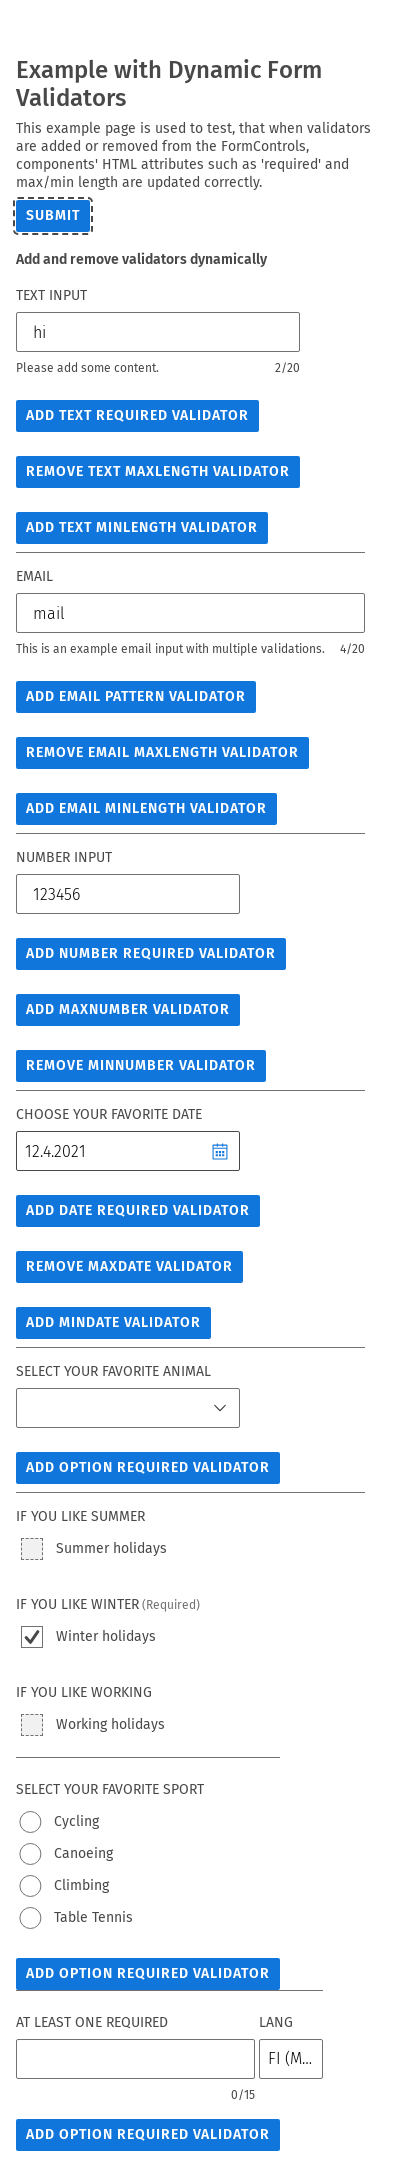 Example with Dynamic Form
Validators
This example page is used to test, that when validators
are added or removed from the FormControls,
components' HTML attributes such as 'required' and
max/min length are updated correctly.
SUBMIT
Add and remove validators dynamically
TEXT INPUT
hi
Please add some content. 2/20
ADD TEXT REQUIRED VALIDATOR
REMOVE TEXT MAXLENGTH VALIDATOR
ADD TEXT MINLENGTH VALIDATOR
EMAIL
mail
This is an example email input with multiple validations. 4/20
ADD EMAIL PATTERN VALIDATOR
REMOVE EMAIL MAXLENGTH VALIDATOR
ADD EMAIL MINLENGTH VALIDATOR
NUMBER INPUT
123456
ADD NUMBER REQUIRED VALIDATOR
ADD MAXNUMBER VALIDATOR
REMOVE MINNUMBER VALIDATOR
CHOOSE YOUR FAVORITE DATE
12.4.2021
ADD DATE REQUIRED VALIDATOR
REMOVE MAXDATE VALIDATOR
ADD MINDATE VALIDATOR
SELECT YOUR FAVORITE ANIMAL
ADD OPTION REQUIRED VALIDATOR
IF YOU LIKE SUMMER
Summer holidays
IF YOU LIKE WINTER (Required)
Winter holidays
IF YOU LIKE WORKING
Working holidays
SELECT YOUR FAVORITE SPORT
Cycling
Canoeing
Climbing
Table Tennis
ADD OPTION REQUIRED VALIDATOR
AT LEAST ONE REQUIRED LANG
FI (M...
0/15
ADD OPTION REQUIRED VALIDATOR